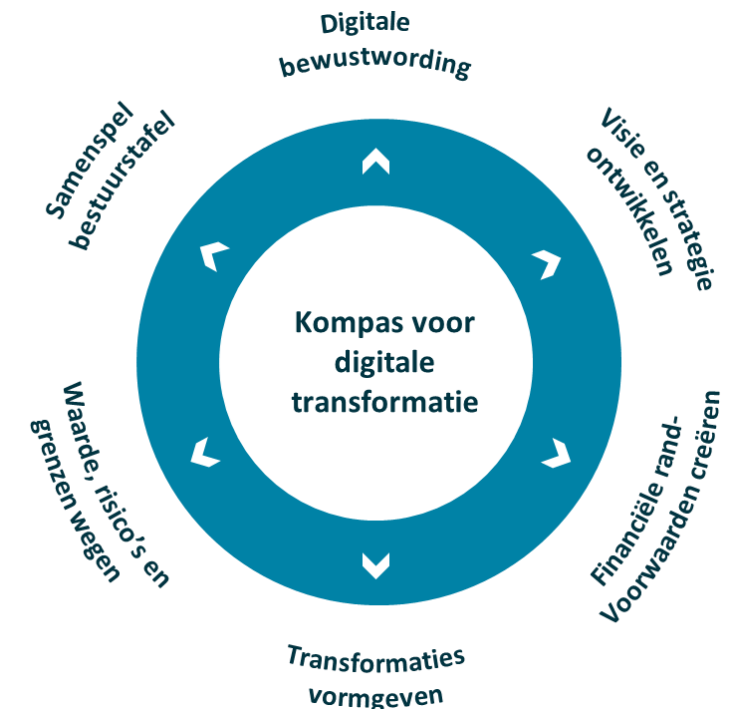 Digitale
bewustwording
Visie en strategie
ontwikkelen
Financiële rand-
Voorwaarden creëren
Transformaties
vormgeven
Waarde, risico's en
grenzen wegen
Samenspel
bestuurstafel
Kompas voor
digitale
transformatie